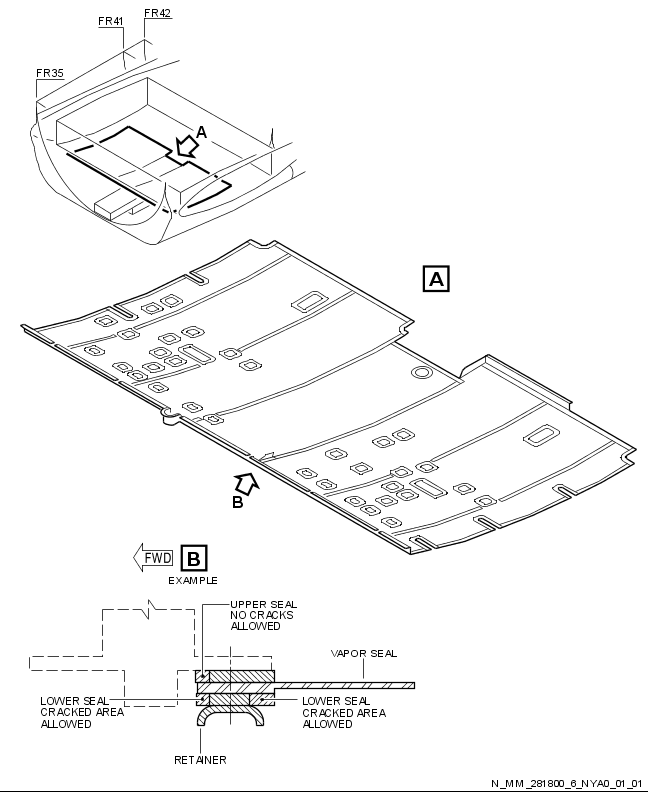 FR42
FR41
FR35
A
A
B
FWD
B
EXAMPLE
UPPER SEAL
NO CRACKS
ALLOWED
VAPOR SEAL
LOWER SEAL
CRACKED AREA
ALLOWED
LOWER SEAL
CRACKED AREA
ALLOWED
RETAINER
N_MM_281800_6_NYA0_01_01